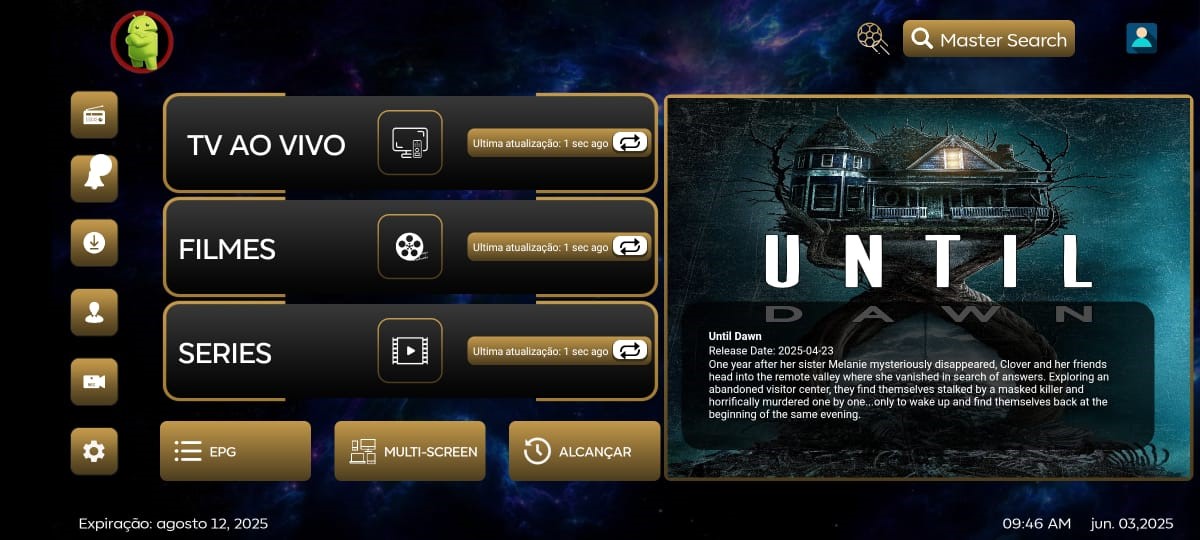 Master Search
TV AO VIVO
Ultima atualização: 1 sec ago
FILMES
Ultima atualização: 1 sec ago
SERIES
Ultima atualização: 1 sec ago
EPG
MULTI-SCREEN
ALCANÇAR
UNTIL
DAWN
Until Dawn
Release Date: 2025-04-23
One year after her sister Melanie mysteriously disappeared, Clover and her friends
head into the remote valley where she vanished in search of answers. Exploring an
abandoned visitor center, they find themselves stalked by a masked killer and
horrifically murdered one by one...only to wake up and find themselves back at the
beginning of the same evening.
Expiração: agosto 12, 2025
09:46 AM jun. 03,2025